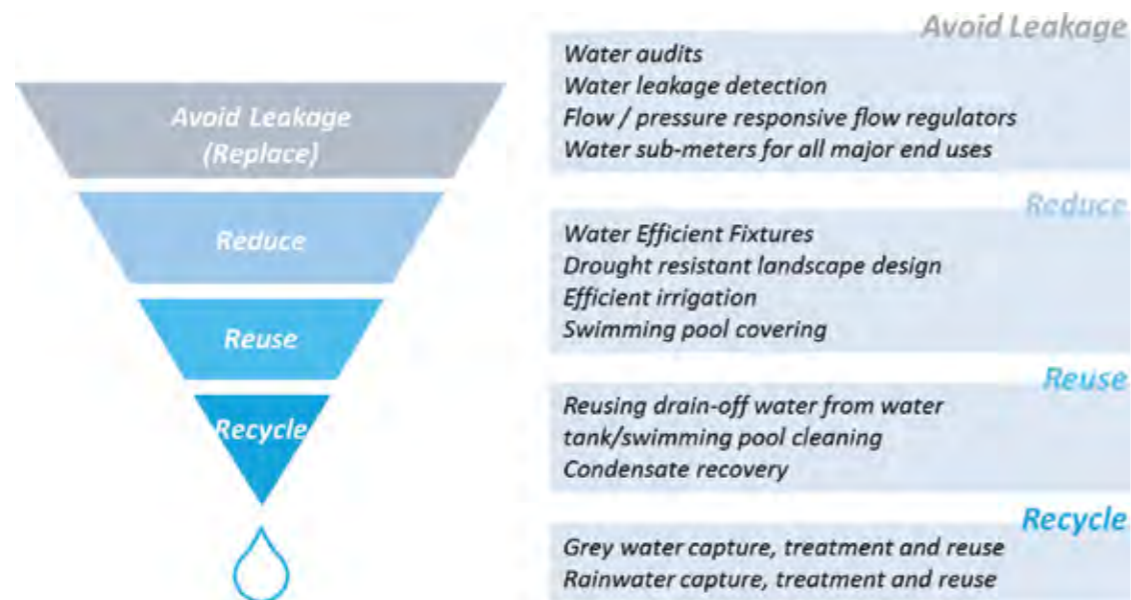 Avoid Leakage
(Replace)
Reduce
Reuse
Recycle
Avoid Leakage
Water audits
Water leakage detection
Flow / pressure responsive flow regulators
Water sub-meters for all major end uses
Reduce
Water Efficient Fixtures
Drought resistant landscape design
Efficient irrigation
Swimming pool covering
Reuse
Reusing drain-off water from water
tank/swimming pool cleaning
Condensate recovery
Recycle
Grey water capture, treatment and reuse
Rainwater capture, treatment and reuse